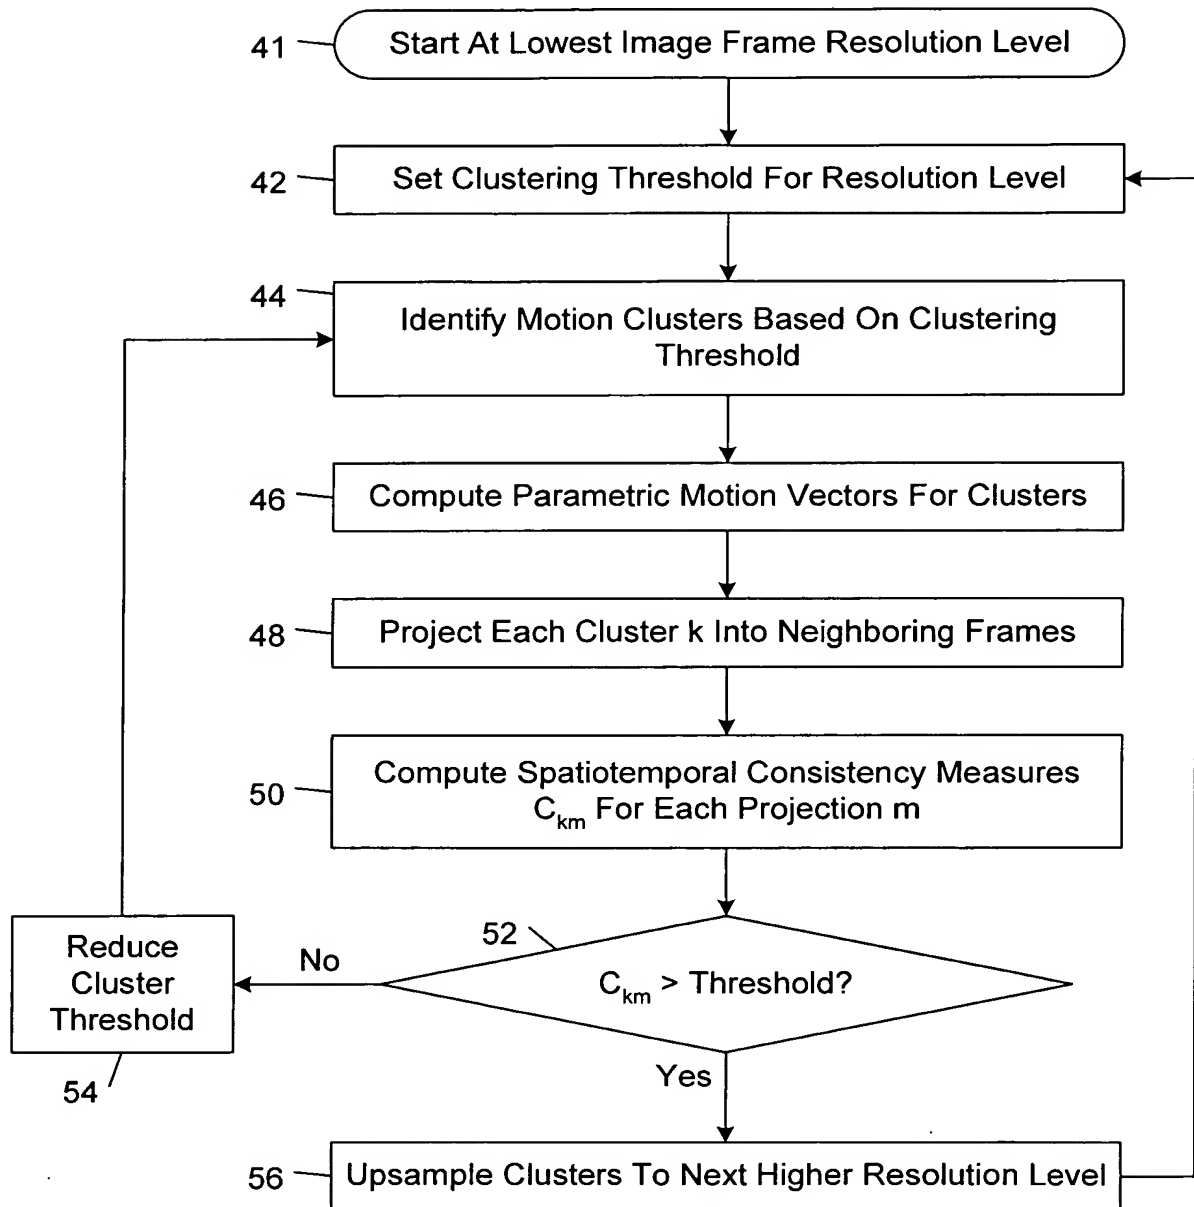 41
Start At Lowest Image Frame Resolution Level
42
Set Clustering Threshold For Resolution Level
44
Identify Motion Clusters Based On Clustering
Threshold
46
Compute Parametric Motion Vectors For Clusters
48
Project Each Cluster k Into Neighboring Frames
50
Compute Spatiotemporal Consistency Measures
Ckm For Each Projection m
52
Ckm > Threshold?
No
Reduce
Cluster
Threshold
54
Yes
56
Upsample Clusters To Next Higher Resolution Level